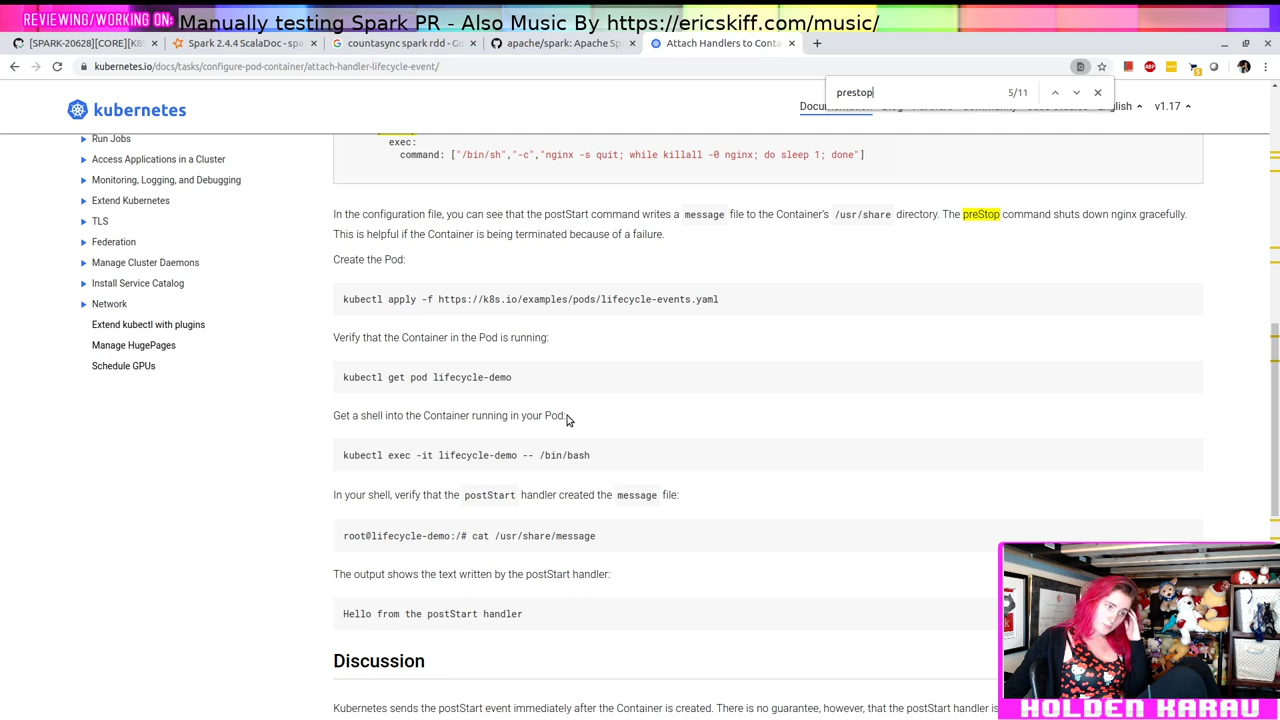 REVIEWING/WORKING ON: Manually testing Spark PR - Also Music By https://ericskiff.com/music/
[SPARK-20628][CORE][K8S
Spark 2.4.4 ScalaDoc - spa
countasync spark rdd - Go
apache/spark: Apache Sp
Attach Handlers to Conta
kubernetes.io/docs/tasks/configure-pod-container/attach-handler-lifecycle-event/
prestop 5/11
kubernetes
English
v1.17
Run Jobs
Access Applications in a Cluster
Monitoring, Logging, and Debugging
Extend Kubernetes
TLS
Federation
Manage Cluster Daemons
Install Service Catalog
Network
Extend kubectl with plugins
Manage HugePages
Schedule GPUs
exec:
command: ["/bin/sh","-c","nginx -s quit; while killall -0 nginx; do sleep 1; done"]
In the configuration file, you can see that the postStart command writes a message file to the Container's /usr/share directory. The preStop command shuts down nginx gracefully.
This is helpful if the Container is being terminated because of a failure.
Create the Pod:
kubectl apply -f https://k8s.io/examples/pods/lifecycle-events.yaml
Verify that the Container in the Pod is running:
kubectl get pod lifecycle-demo
Get a shell into the Container running in your Pod:
kubectl exec -it lifecycle-demo -- /bin/bash
In your shell, verify that the postStart handler created the message file:
root@lifecycle-demo:/# cat /usr/share/message
The output shows the text written by the postStart handler:
Hello from the postStart handler
Discussion
Kubernetes sends the postStart event immediately after the Container is created. There is no guarantee, however, that the postStart handler is
HOLDEN KARAU